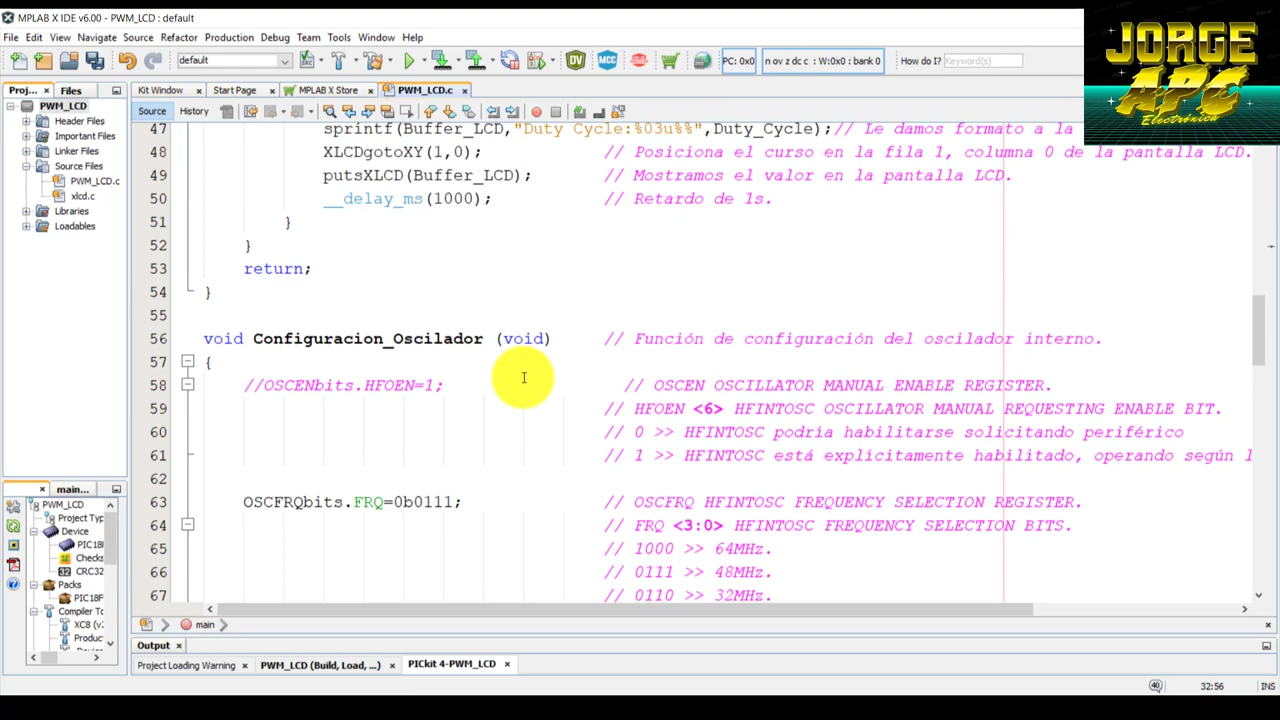 MPLAB X IDE v6.00 - PWM_LCD : default
File Edit View Navigate Source Refactor Production Debug Team Tools Window Help
default
PC: 0x0
n ov z dc c : W:0x0 : bank 0
How do I? Keyword(s)
JORGE
APC
Electrónica
Proj... × Files
Kit Window × Start Page × MPLAB X Store × PWM_LCD.c ×
Source History
PWM_LCD
Header Files
Important Files
Linker Files
Source Files
PWM_LCD.c
xlcd.c
Libraries
Loadables
47 sprintf(Buffer_LCD,"Duty Cycle:%03u%%",Duty_Cycle);// Le damos formato a la
48 // Posiciona el curso en la fila 1, columna 0 de la pantalla LCD.
49 putsXLCD(Buffer_LCD); // Mostramos el valor en la pantalla LCD.
50 __delay_ms(1000); // Retardo de 1s.
51 }
52 }
53 return;
54 }
55
56 void Configuracion_Oscilador (void) // Función de configuración del oscilador interno.
57 {
58 //OSCENbits.HFOEN=1; // OSCEN OSCILLATOR MANUAL ENABLE REGISTER.
59 // HFOEN <6> HFINTOSC OSCILLATOR MANUAL REQUESTING ENABLE BIT.
60 // 0 >> HFINTOSC podría habilitarse solicitando periférico
61 // 1 >> HFINTOSC está explícitamente habilitado, operando según l
62
63 OSCFRQbits.FRQ=0b0111; // OSCFRQ HFINTOSC FREQUENCY SELECTION REGISTER.
64 // FRQ <3:0> HFINTOSC FREQUENCY SELECTION BITS.
65 // 1000 >> 64MHz.
66 // 0111 >> 48MHz.
67 // 0110 >> 32MHz.
× main...
PWM_LCD
Project Typ
Device
PIC18
Checks
CRC32
Packs
PIC18F
Compiler To
XC8 (v
Produc
main
Output ×
Project Loading Warning × PWM_LCD (Build, Load, ...) × PICkit 4-PWM_LCD ×
32:56 INS